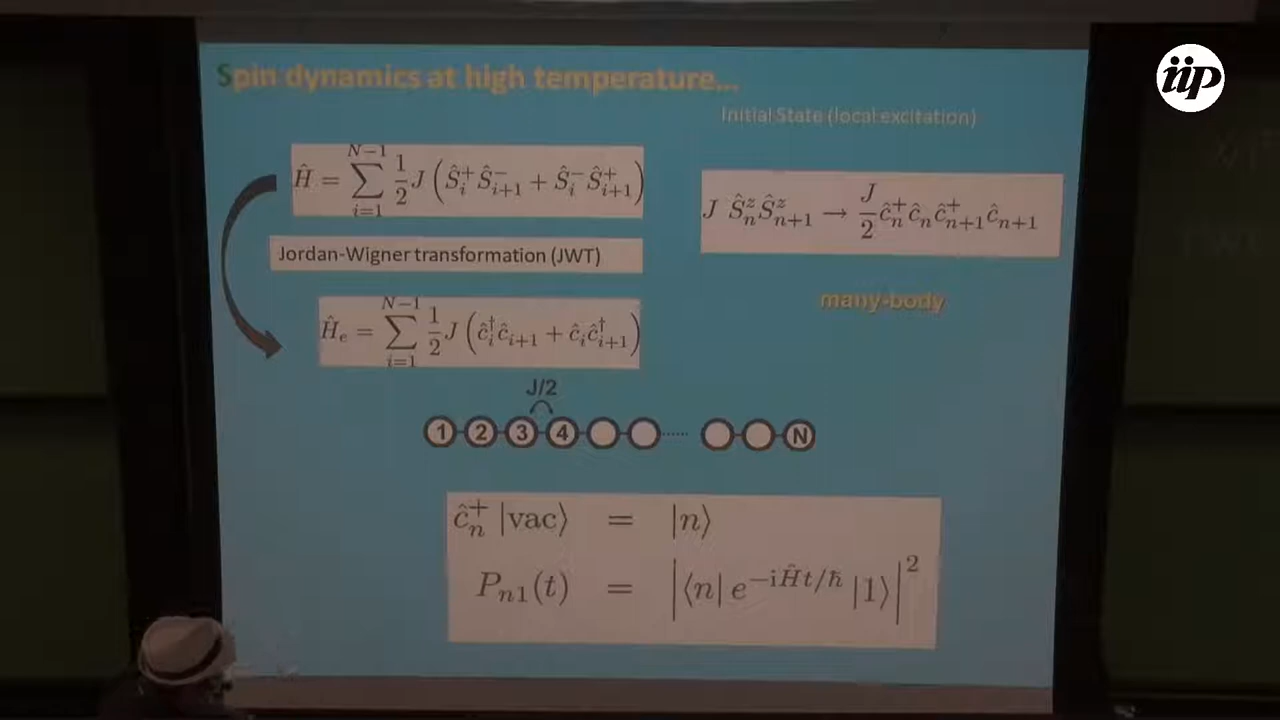 iip
Spin dynamics at high temperature...
Initial State (local excitation)
Ĥ = ∑_{i=1}^{N−1} 1/2 J (Ŝ_i^+ Ŝ_{i+1}^- + Ŝ_i^- Ŝ_{i+1}^+)
J Ŝ_n^z Ŝ_{n+1}^z → J/2 ĉ_n^+ ĉ_n ĉ_{n+1}^+ ĉ_{n+1}
Jordan-Wigner transformation (JWT)
many-body
Ĥ_e = ∑_{i=1}^{N−1} 1/2 J (ĉ_i^† ĉ_{i+1} + ĉ_i ĉ_{i+1}^†)
J/2
1 2 3 4 ...... N
ĉ_n^+ |vac⟩ = |n⟩
P_{n1}(t) = |⟨n| e^{−iĤt/ħ} |1⟩|^2